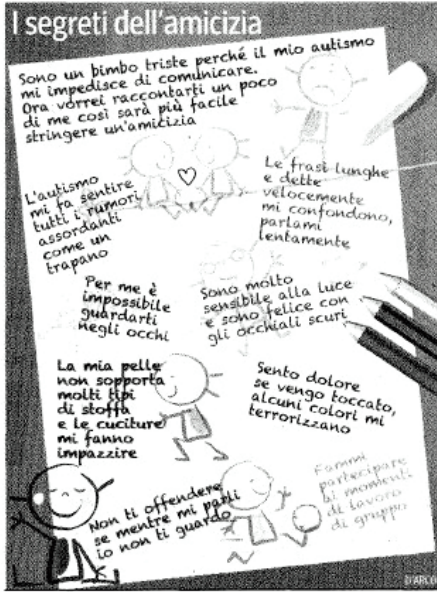 I segreti dell'amicizia
Sono un bimbo triste perché il mio autismo
mi impedisce di comunicare.
Ora vorrei raccontarti un poco
di me così sarà più facile
stringere un'amicizia
L'autismo
mi fa sentire
tutti i rumori
assordanti
come un
trapano
Le frasi lunghe
e dette
velocemente
mi confondono,
parlami
lentamente
Per me è
impossibile
guardarti
negli occhi
Sono molto
sensibile alla luce
e sono felice con
gli occhiali scuri
La mia pelle
non sopporta
molti tipi
di stoffa
e le cuciture
mi fanno
impazzire
Sento dolore
se vengo toccato,
alcuni colori mi
terrorizzano
Non ti offendere
se mentre mi parli
io non ti guardo
Fammi
partecipare
ai momenti
di lavoro
di gruppo
D'ARCO